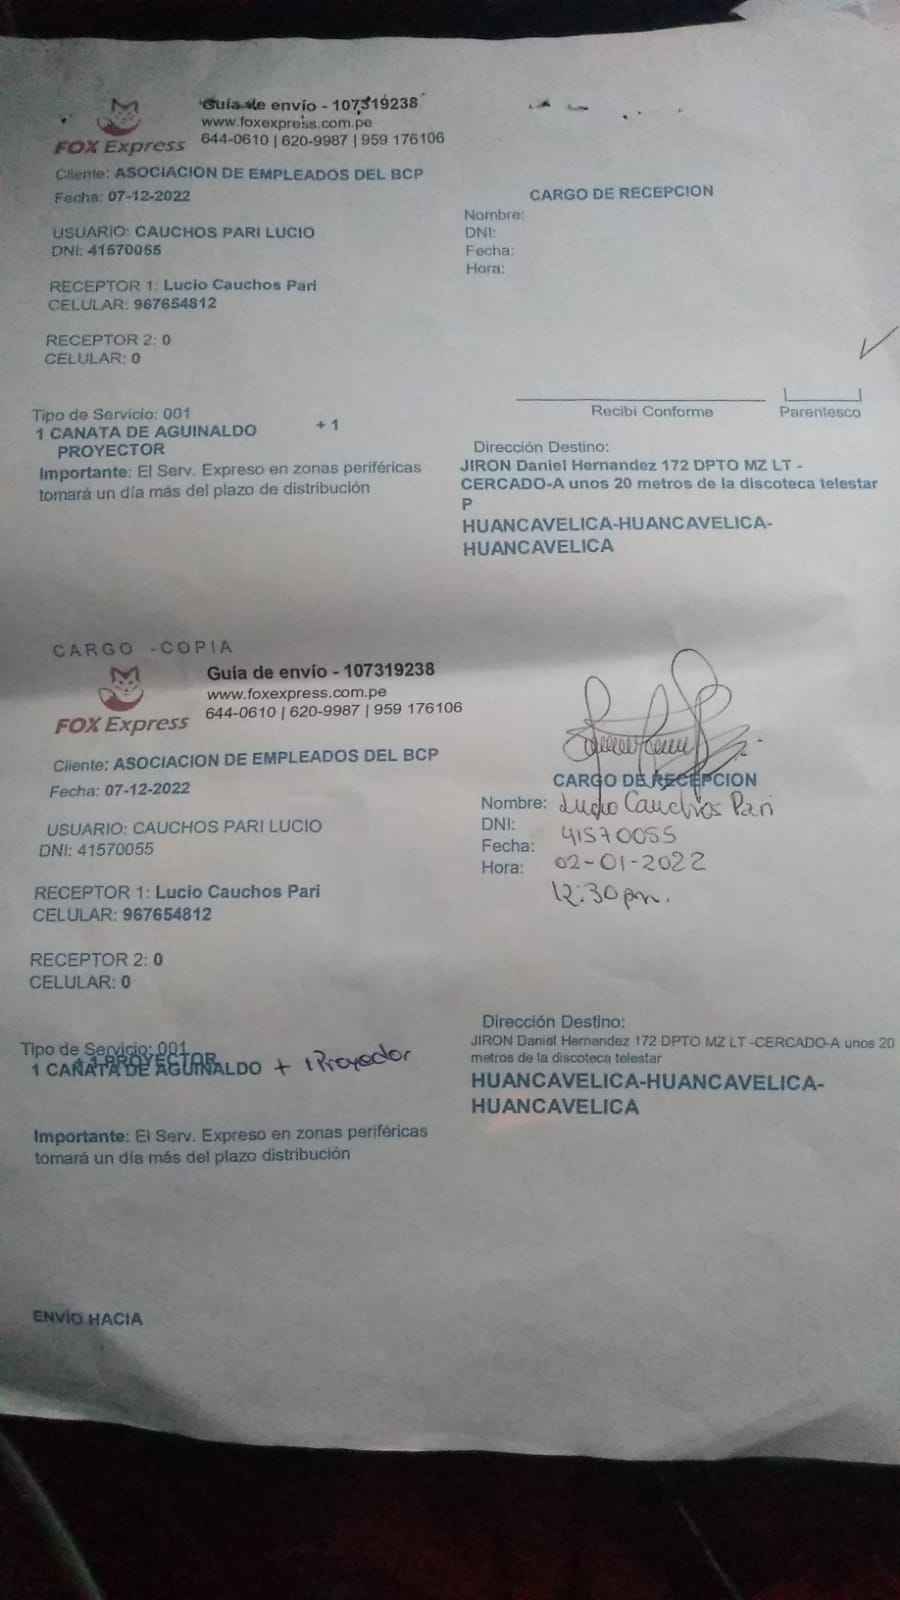 Guía de envío - 107319238
www.foxexpress.com.pe
FOX Express 644-0610 | 620-9987 | 959 176106
Cliente: ASOCIACION DE EMPLEADOS DEL BCP
Fecha: 07-12-2022
USUARIO: CAUCHOS PARI LUCIO
DNI: 41570055
RECEPTOR 1: Lucio Cauchos Pari
CELULAR: 967654812
RECEPTOR 2: 0
CELULAR: 0
CARGO DE RECEPCION
Nombre:
DNI:
Fecha:
Hora:
Recibí Conforme Parentesco
Tipo de Servicio: 001
1 CANATA DE AGUINALDO + 1
PROYECTOR
Importante: El Serv. Expreso en zonas periféricas
tomará un día más del plazo de distribución
Dirección Destino:
JIRON Daniel Hernandez 172 DPTO MZ LT -
CERCADO-A unos 20 metros de la discoteca telestar
P
HUANCAVELICA-HUANCAVELICA-
HUANCAVELICA
CARGO -COPIA
Guía de envío - 107319238
www.foxexpress.com.pe
FOX Express 644-0610 | 620-9987 | 959 176106
Cliente: ASOCIACION DE EMPLEADOS DEL BCP
Fecha: 07-12-2022
USUARIO: CAUCHOS PARI LUCIO
DNI: 41570055
RECEPTOR 1: Lucio Cauchos Pari
CELULAR: 967654812
RECEPTOR 2: 0
CELULAR: 0
CARGO DE RECEPCION
Nombre: Lucio Cauchos Pari
DNI: 41570055
Fecha: 02-01-2022
Hora: 12:30 pm.
Tipo de Servicio: 001
+ 1 PROYECTOR
1 CANATA DE AGUINALDO + 1 Proyector
Importante: El Serv. Expreso en zonas periféricas
tomará un día más del plazo distribución
Dirección Destino:
JIRON Daniel Hernandez 172 DPTO MZ LT -CERCADO-A unos 20
metros de la discoteca telestar
HUANCAVELICA-HUANCAVELICA-
HUANCAVELICA
ENVÍO HACIA